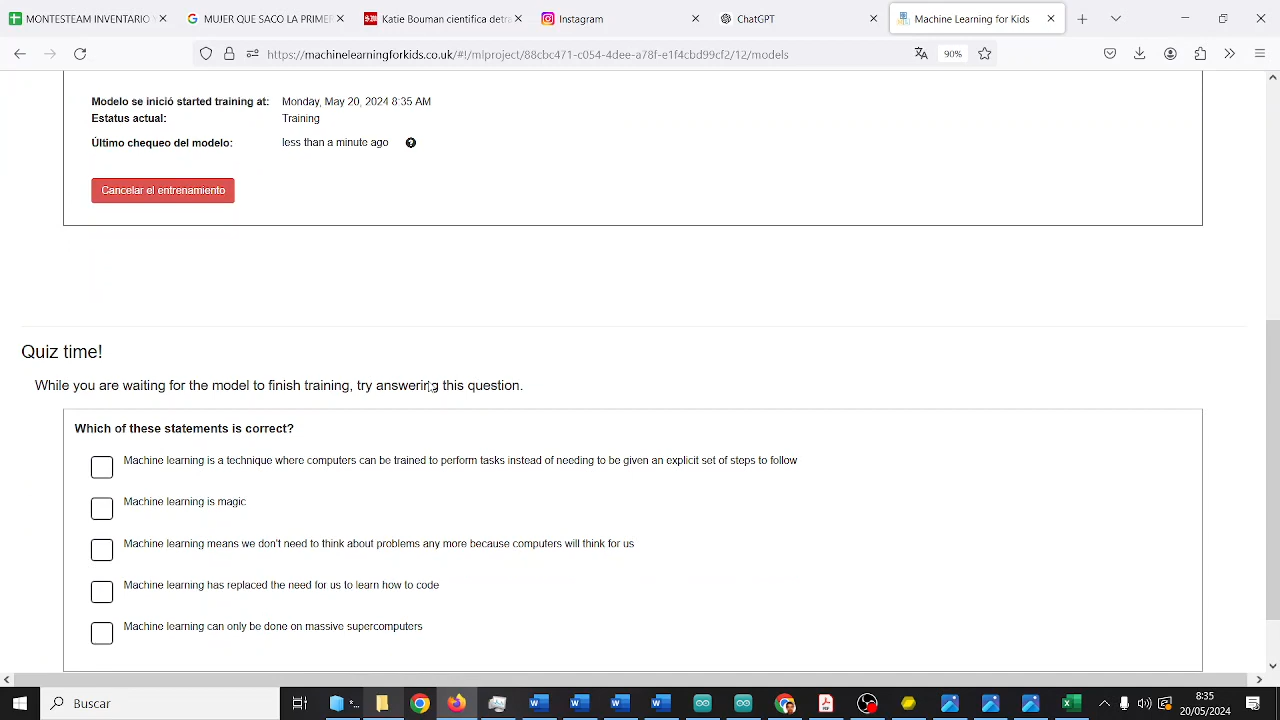 MONTESTEAM INVENTARIO
MUJER QUE SACO LA PRIMER
Katie Bouman cientifica detra
Instagram
ChatGPT
Machine Learning for Kids
https://machinelearningforkids.co.uk/#!/mlproject/88cbc471-c054-4dee-a78f-e1f4cbd99cf2/12/models
90%
Modelo se inició started training at: Monday, May 20, 2024 8:35 AM
Estatus actual: Training
Último chequeo del modelo: less than a minute ago
Cancelar el entrenamiento
Quiz time!
While you are waiting for the model to finish training, try answering this question.
Which of these statements is correct?
Machine learning is a technique where computers can be trained to perform tasks instead of needing to be given an explicit set of steps to follow
Machine learning is magic
Machine learning means we don't need to think about problems any more because computers will think for us
Machine learning has replaced the need for us to learn how to code
Machine learning can only be done on massive supercomputers
Buscar
8:35
20/05/2024